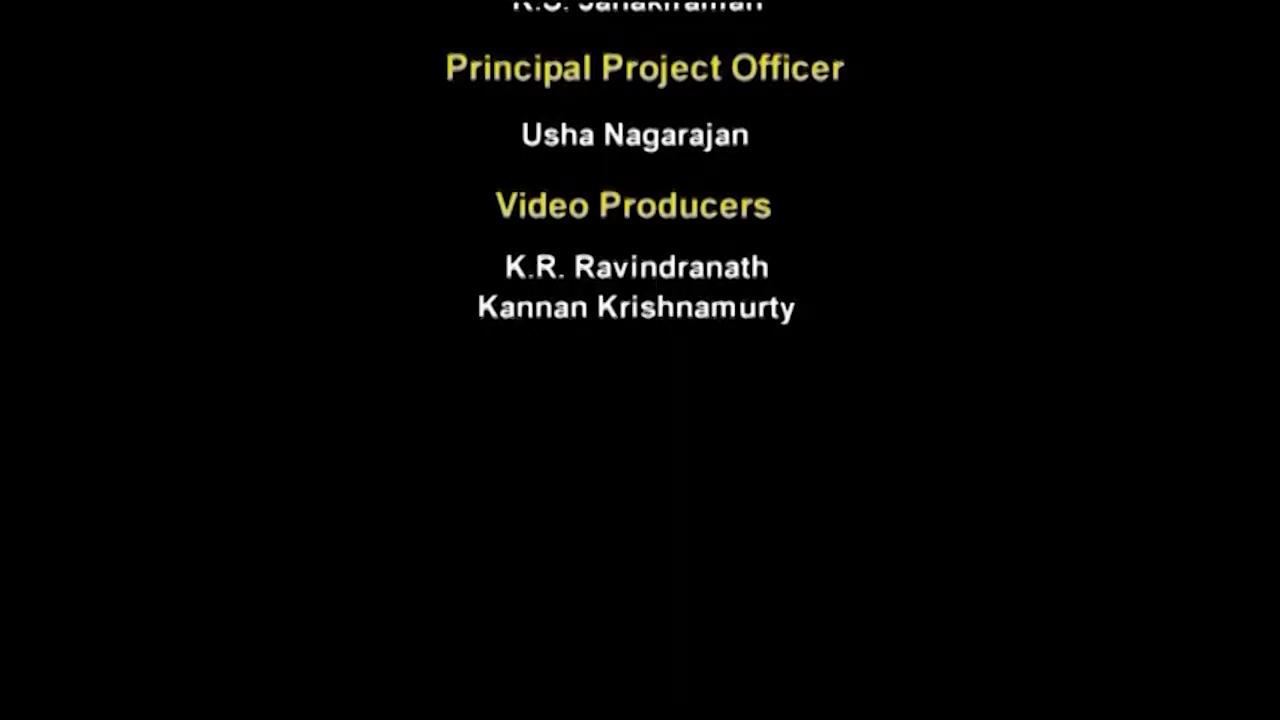 Principal Project Officer
Usha Nagarajan
Video Producers
K.R. Ravindranath
Kannan Krishnamurty